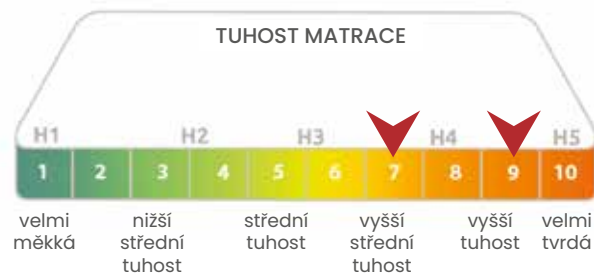 TUHOST MATRACE
H1 H2 H3 H4 H5
1 2 3 4 5 6 7 8 9 10
velmi měkká
nižší střední tuhost
střední tuhost
vyšší střední tuhost
vyšší tuhost
velmi tvrdá